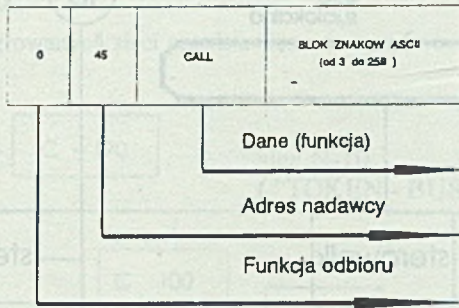 0
45
CALL
BLOK ZNAKOW ASCII
(od 3 do 258 )
Dane (funkcja)
Adres nadawcy
Funkcja odbioru